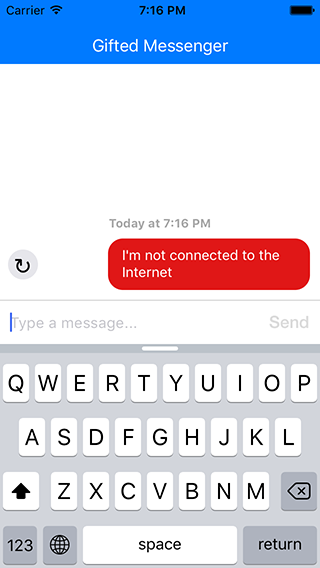 Carrier 7:16 PM
Gifted Messenger
Today at 7:16 PM
I'm not connected to the
Internet
Type a message... Send
Q W E R T Y U I O P
A S D F G H J K L
Z X C V B N M
123 space return